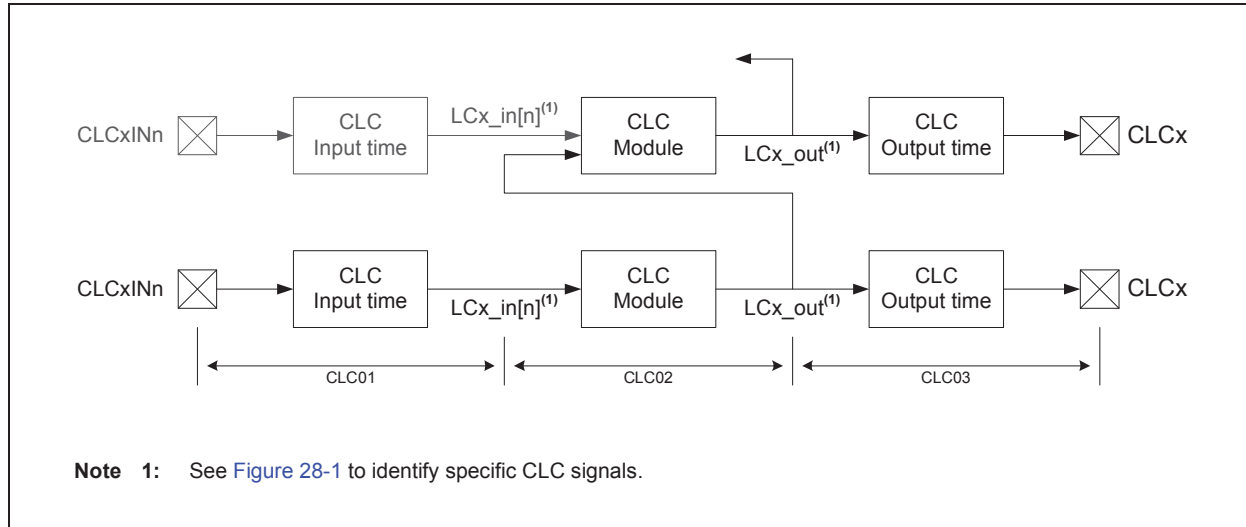 CLCxINn
CLC
Input time
LCx_in[n](1)
CLC
Module
LCx_out(1)
CLC
Output time
CLCx
CLCxINn
CLC
Input time
LCx_in[n](1)
CLC
Module
LCx_out(1)
CLC
Output time
CLCx
CLC01
CLC02
CLC03
Note 1: See Figure 28-1 to identify specific CLC signals.